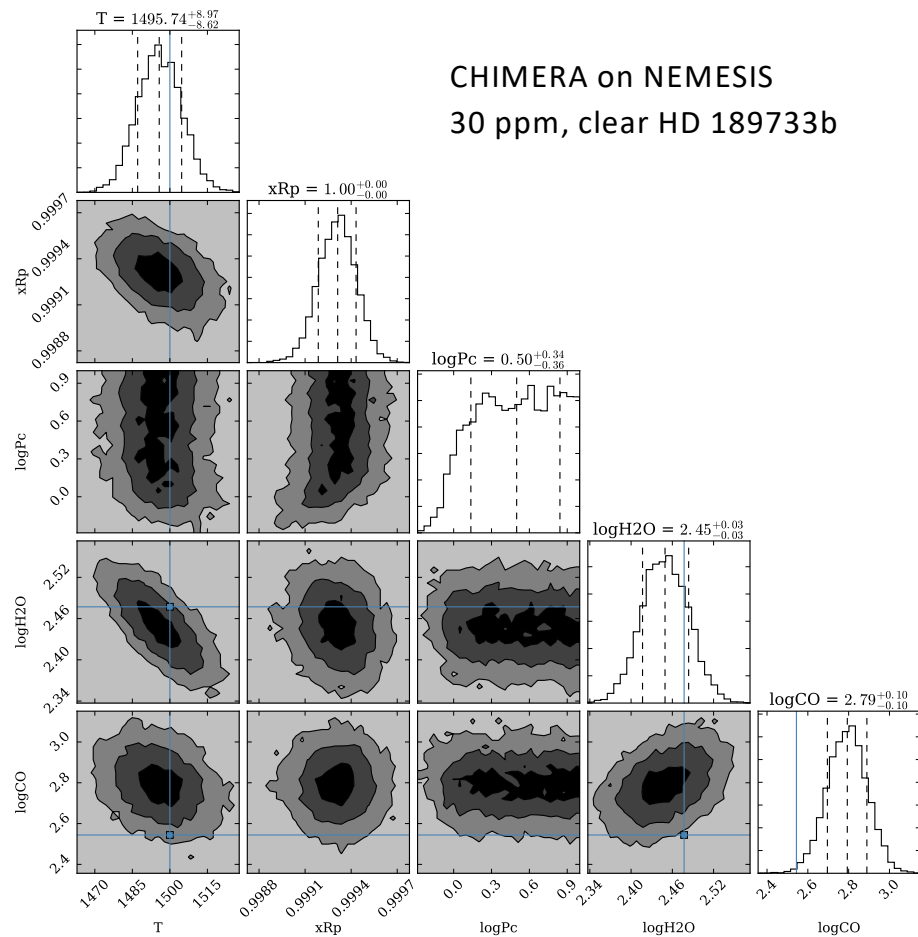 T = 1495.74 +8.97 −8.62
CHIMERA on NEMESIS
30 ppm, clear HD 189733b
xRp = 1.00 +0.00 −0.00
0.9997
0.9994
0.9991
0.9988
xRp
logPc = 0.50 +0.34 −0.36
0.9
0.6
0.3
0.0
logPc
logH2O = 2.45 +0.03 −0.03
2.52
2.46
2.40
2.34
logH2O
logCO = 2.79 +0.10 −0.10
3.0
2.8
2.6
2.4
logCO
1470 1485 1500 1515
0.9988 0.9991 0.9994 0.9997
0.0 0.3 0.6 0.9
2.34 2.40 2.46 2.52
2.4 2.6 2.8 3.0
T xRp logPc logH2O logCO